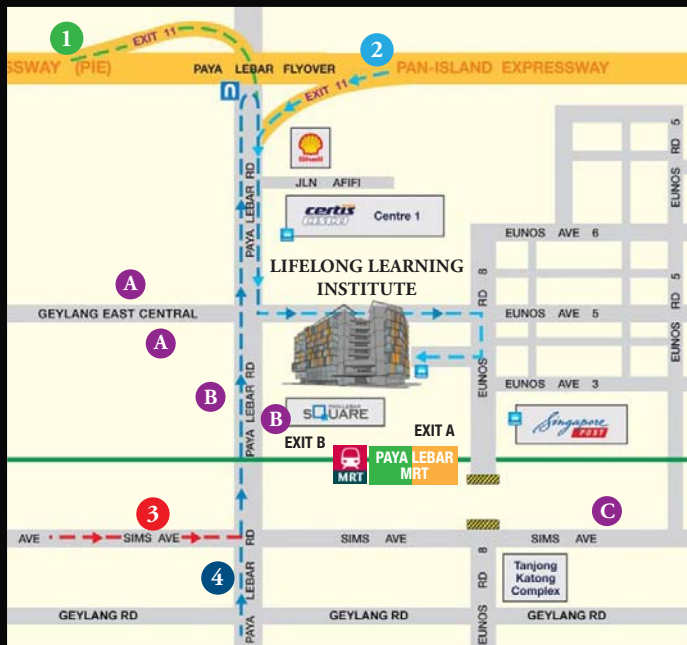 1
EXIT 11
2
SSWAY (PIE)
PAYA LEBAR FLYOVER
PAN-ISLAND EXPRESSWAY
EXIT 11
Shell
JLN AFIFI
PAYA LEBAR RD
certis
CISCO
Centre 1
EUNOS RD 5
EUNOS AVE 6
LIFELONG LEARNING
INSTITUTE
EUNOS RD 8
EUNOS RD 5
A
GEYLANG EAST CENTRAL
EUNOS AVE 5
A
PAYA LEBAR RD
EUNOS AVE 3
B
B
PAYA LEBAR
SQUARE
Singapore
POST
EXIT B
EXIT A
MRT
PAYA LEBAR
MRT
3
C
AVE
SIMS AVE
SIMS AVE
SIMS AVE
4
PAYA LEBAR RD
EUNOS RD 8
Tanjong
Katong
Complex
GEYLANG RD
GEYLANG RD
GEYLANG RD